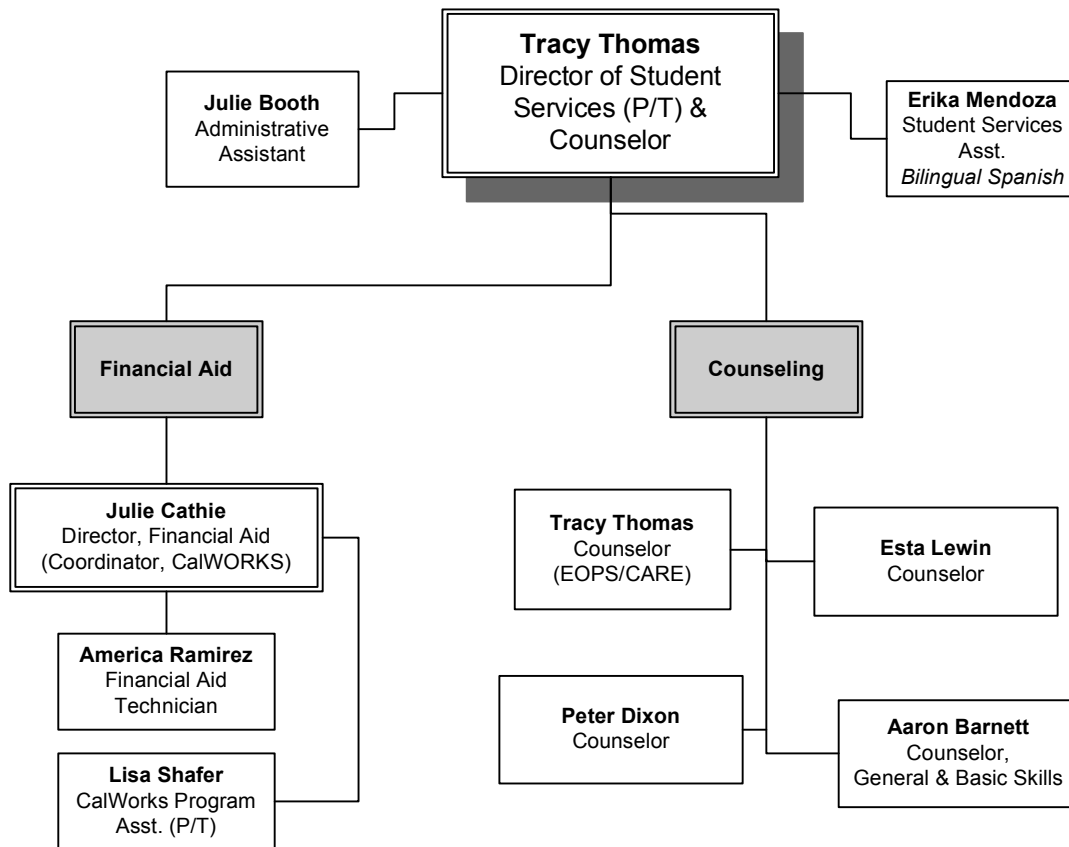 Tracy Thomas
Director of Student
Services (P/T) &
Counselor
Julie Booth
Administrative
Assistant
Erika Mendoza
Student Services
Asst.
Bilingual Spanish
Financial Aid
Counseling
Julie Cathie
Director, Financial Aid
(Coordinator, CalWORKS)
America Ramirez
Financial Aid
Technician
Lisa Shafer
CalWorks Program
Asst. (P/T)
Tracy Thomas
Counselor
(EOPS/CARE)
Esta Lewin
Counselor
Peter Dixon
Counselor
Aaron Barnett
Counselor,
General & Basic Skills